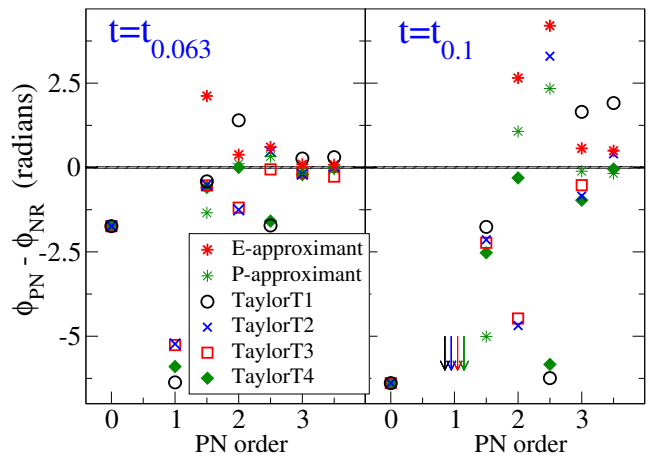 t=t0.063
t=t0.1
ϕPN - ϕNR (radians)
2.5
0
-2.5
-5
E-approximant
P-approximant
TaylorT1
TaylorT2
TaylorT3
TaylorT4
0 1 2 3
0 1 2 3
PN order
PN order